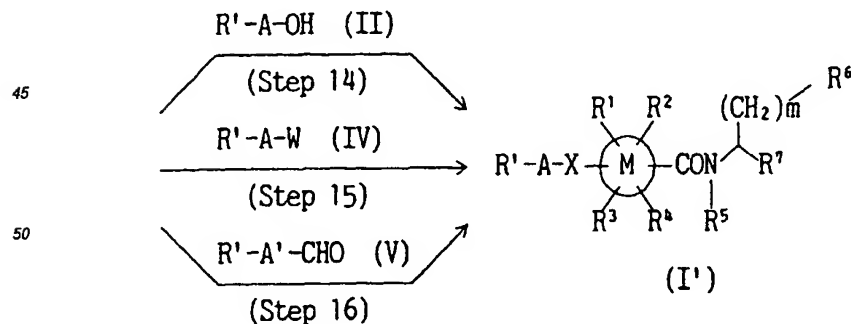 R'-A-OH (II)
(Step 14)
45
R'-A-W (IV)
(Step 15)
50
R'-A'-CHO (V)
(Step 16)
R⁶
(CH₂)m
R¹ R²
R'-A-X M CON R⁷
R³ R⁴ R⁵
(I')